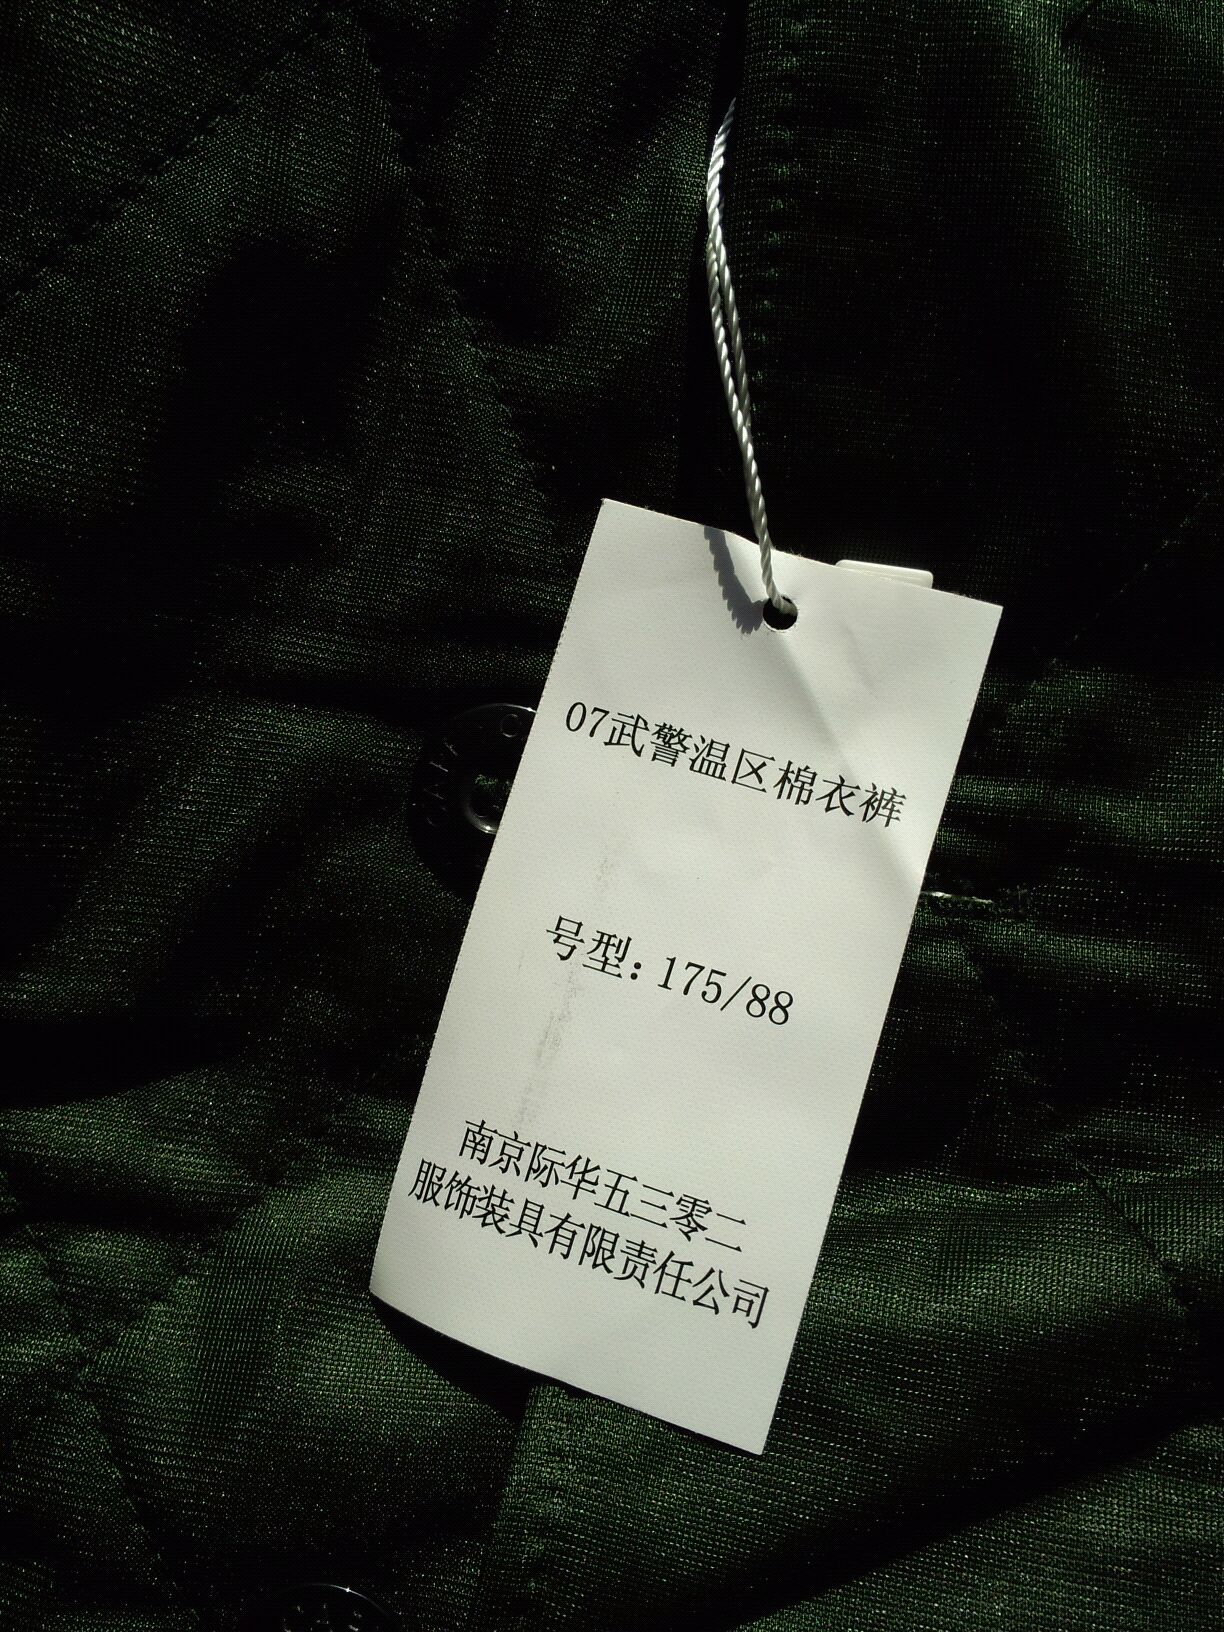 07武警温区棉衣裤
号型: 175/88
南京际华五三零二
服饰装具有限责任公司